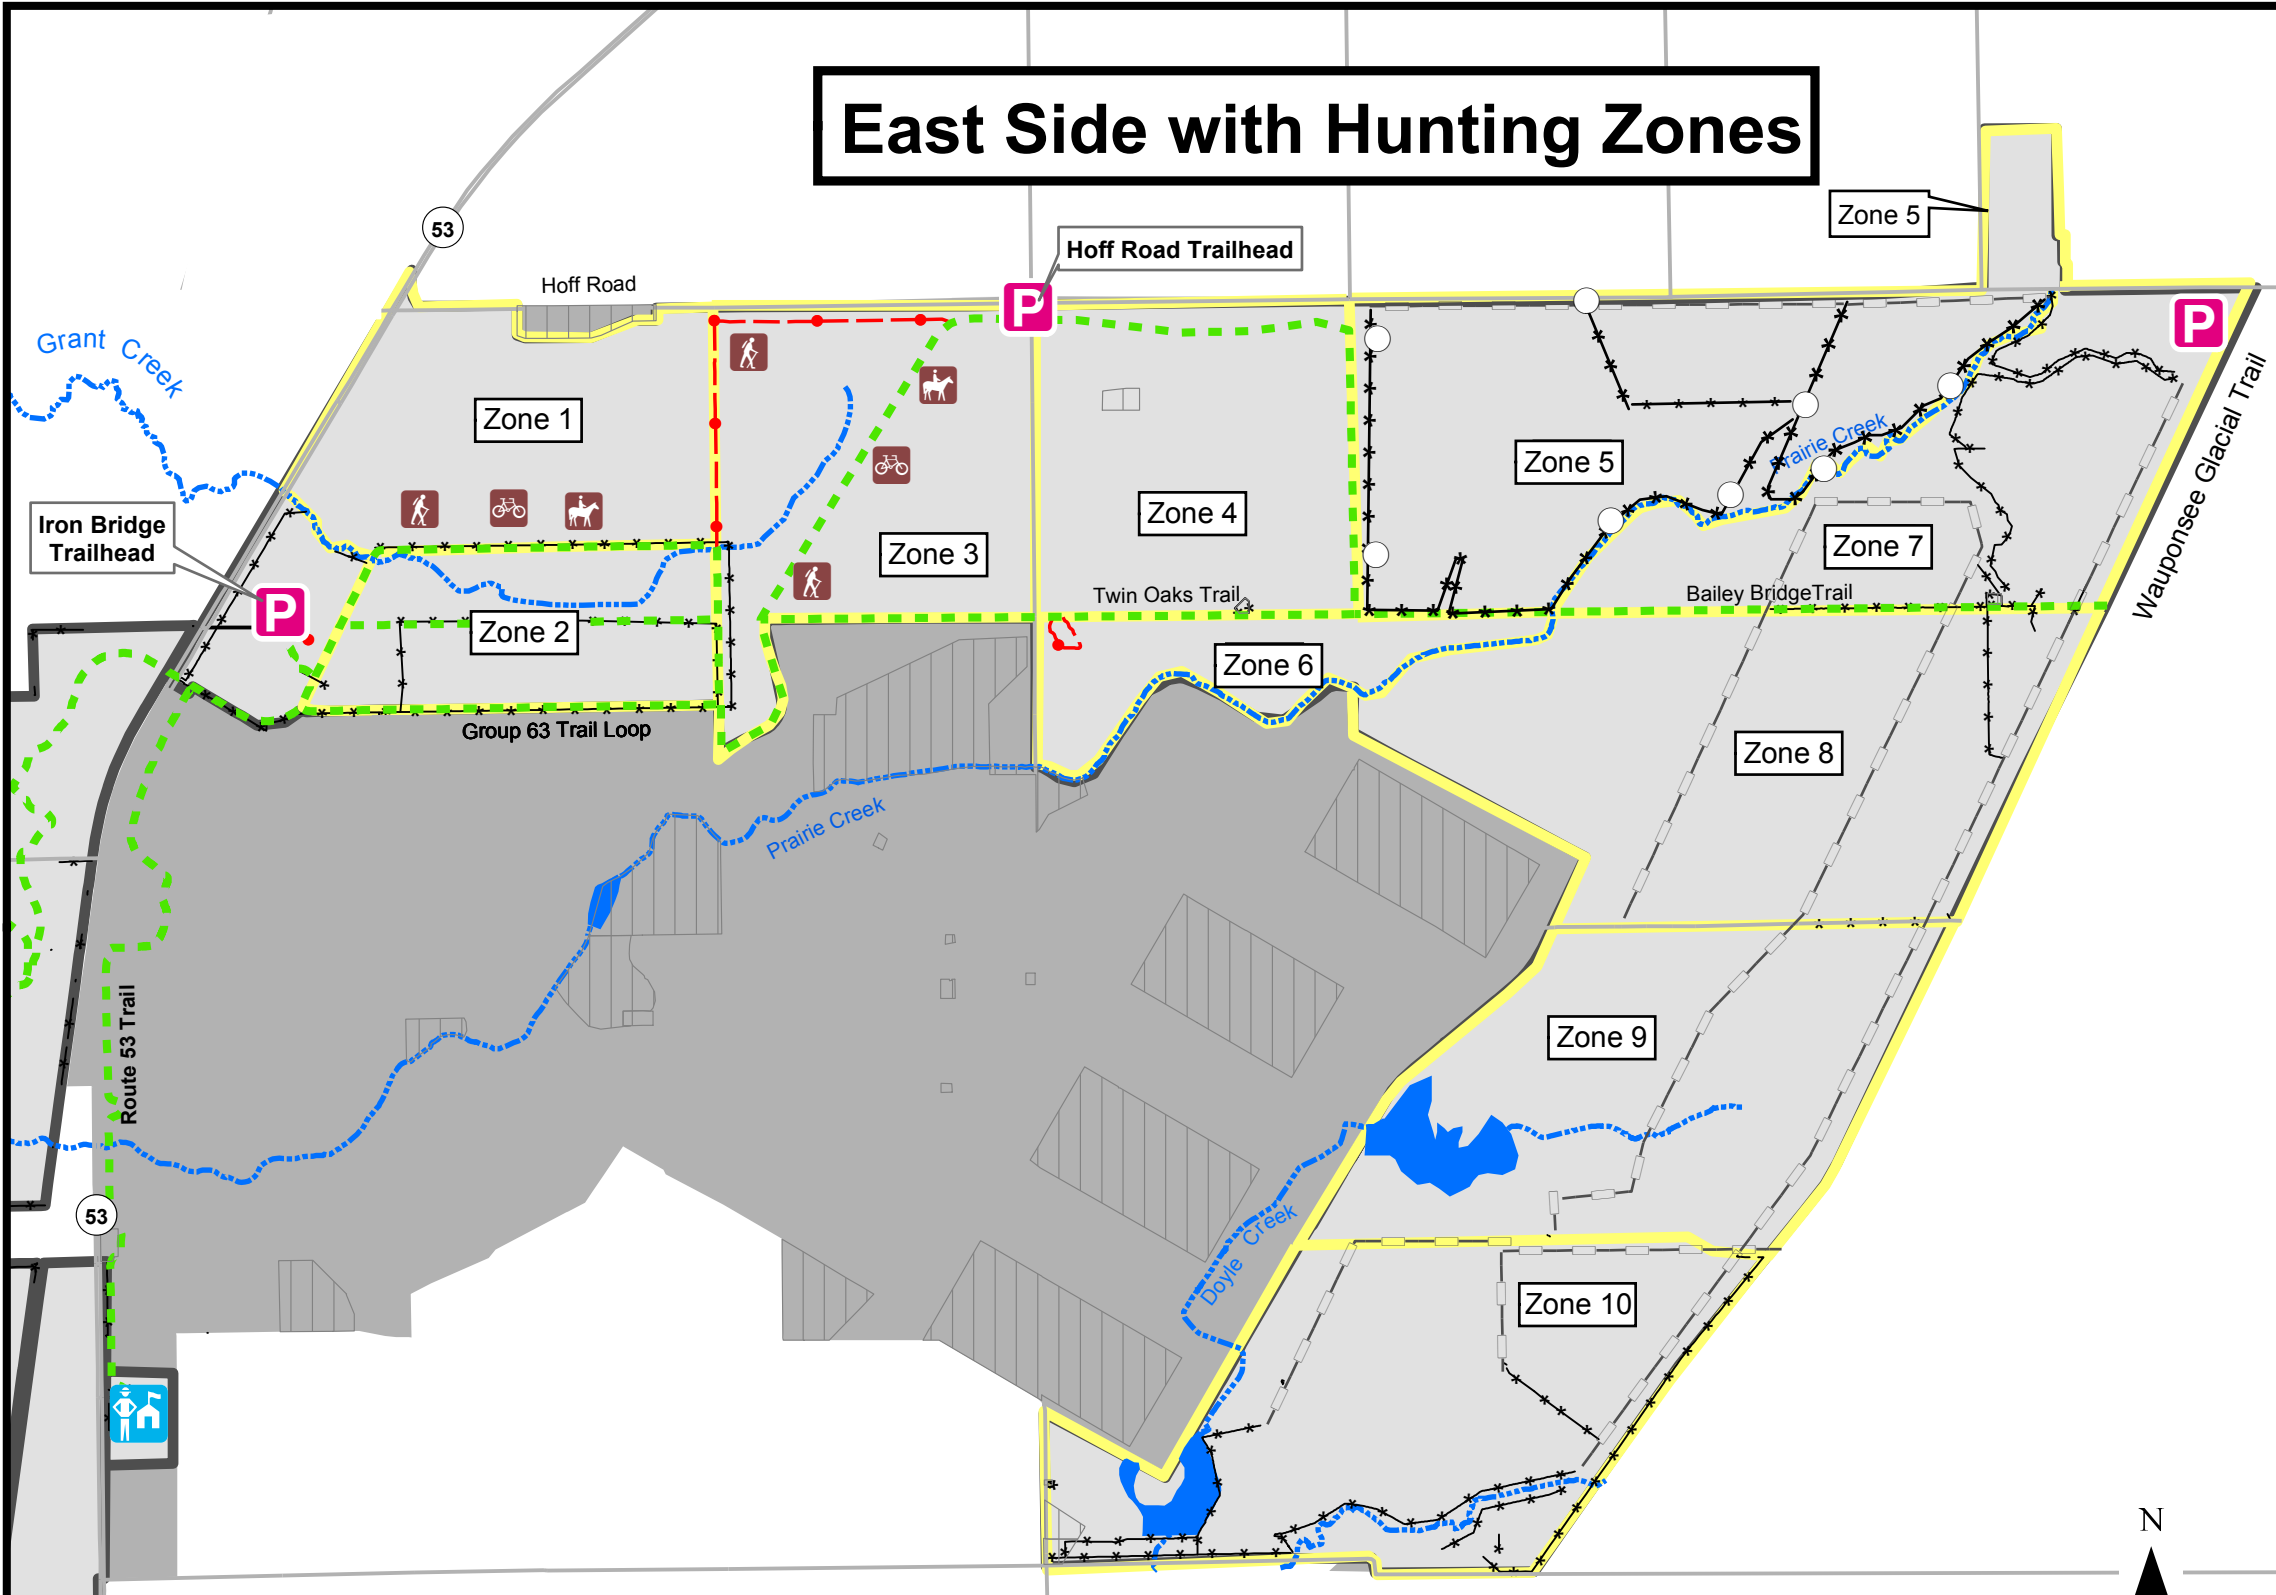 East Side with Hunting Zones
Zone 5
53
Hoff Road Trailhead
Hoff Road
P
P
Grant Creek
Zone 1
Prairie Creek
Wauponsee Glacial Trail
Zone 5
Iron Bridge
Trailhead
Zone 4
Zone 3
Zone 7
P
Twin Oaks Trail
Bailey BridgeTrail
Zone 2
Zone 6
Group 63 Trail Loop
Zone 8
Prairie Creek
Route 53 Trail
Zone 9
53
Doyle Creek
Zone 10
N